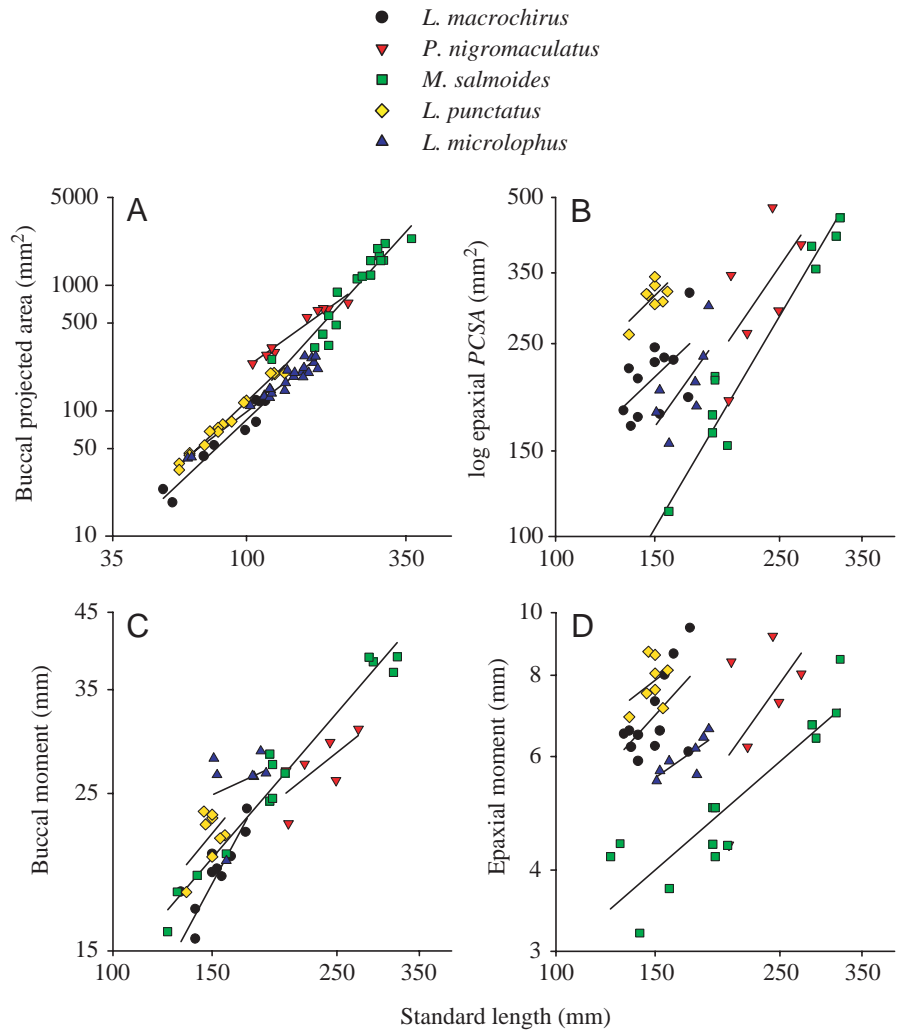 L. macrochirus
P. nigromaculatus
M. salmoides
L. punctatus
L. microlophus
A
Buccal projected area (mm2)
5000
1000
500
100
50
10
35
100
350
B
log epaxial PCSA (mm2)
500
350
250
150
100
100
150
250
350
C
Buccal moment (mm)
45
35
25
15
100
150
250
350
D
Epaxial moment (mm)
10
8
6
4
3
100
150
250
350
Standard length (mm)